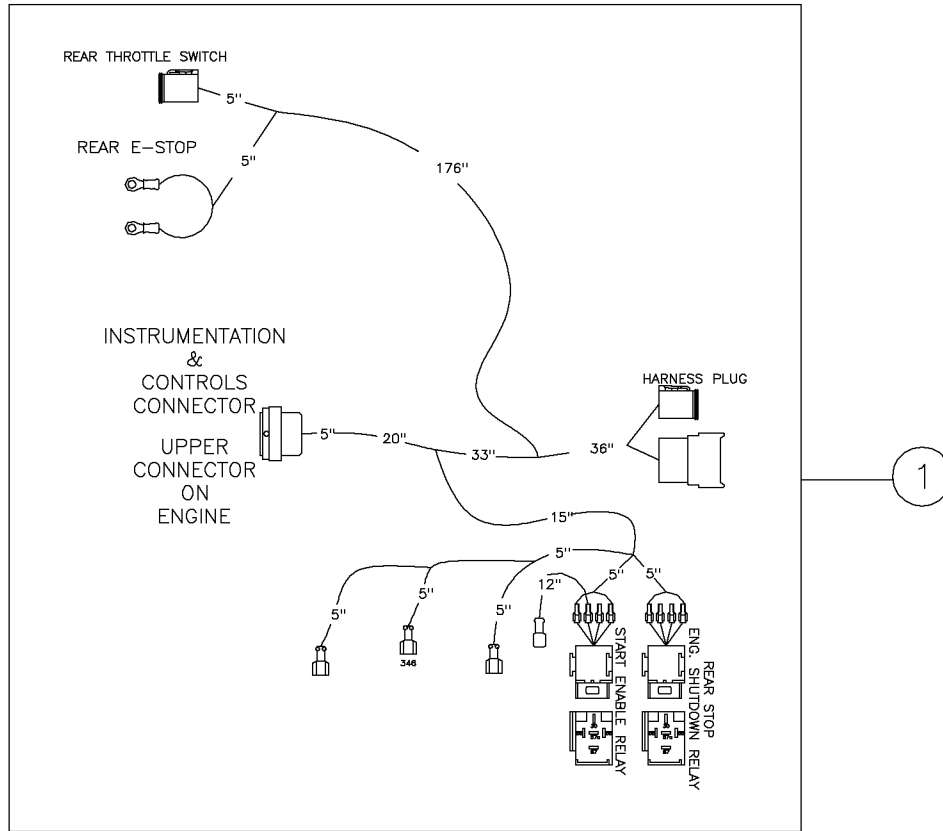 REAR THROTTLE SWITCH
5"
REAR E-STOP
5"
176"
INSTRUMENTATION
&
CONTROLS
CONNECTOR
UPPER
CONNECTOR
ON
ENGINE
5"
20"
33"
36"
HARNESS PLUG
1
15"
5"
5"
5"
5"
12"
5"
5"
346
START ENABLE RELAY
REAR STOP
ENG. SHUTDOWN RELAY
87
87